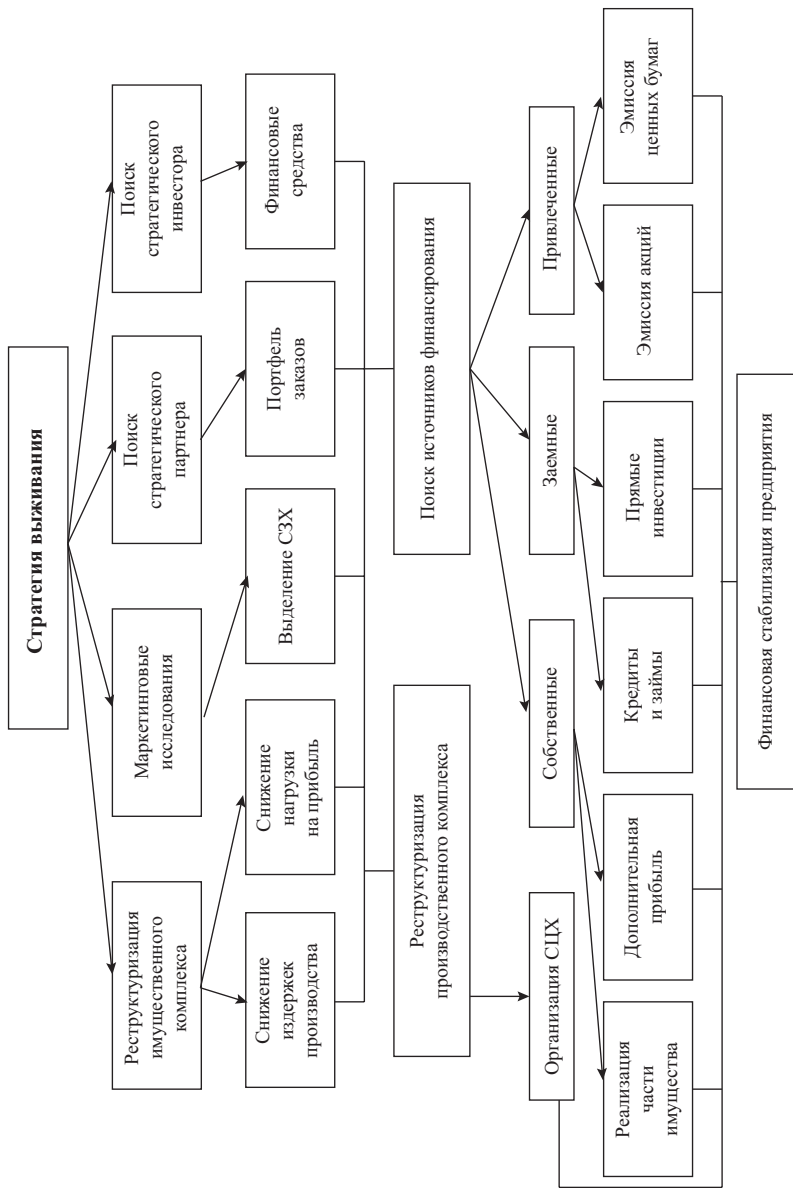 Стратегия выживания
Реструктуризация
имущественного
комплекса
Маркетинговые
исследования
Поиск
стратегического
партнера
Поиск
стратегического
инвестора
Снижение
издержек
производства
Снижение
нагрузки
на прибыль
Выделение СЗХ
Портфель
заказов
Финансовые
средства
Реструктуризация
производственного комплекса
Поиск источников финансирования
Организация СЦХ
Собственные
Заемные
Привлеченные
Реализация
части
имущества
Дополнительная
прибыль
Кредиты
и займы
Прямые
инвестиции
Эмиссия акций
Эмиссия
ценных бумаг
Финансовая стабилизация предприятия